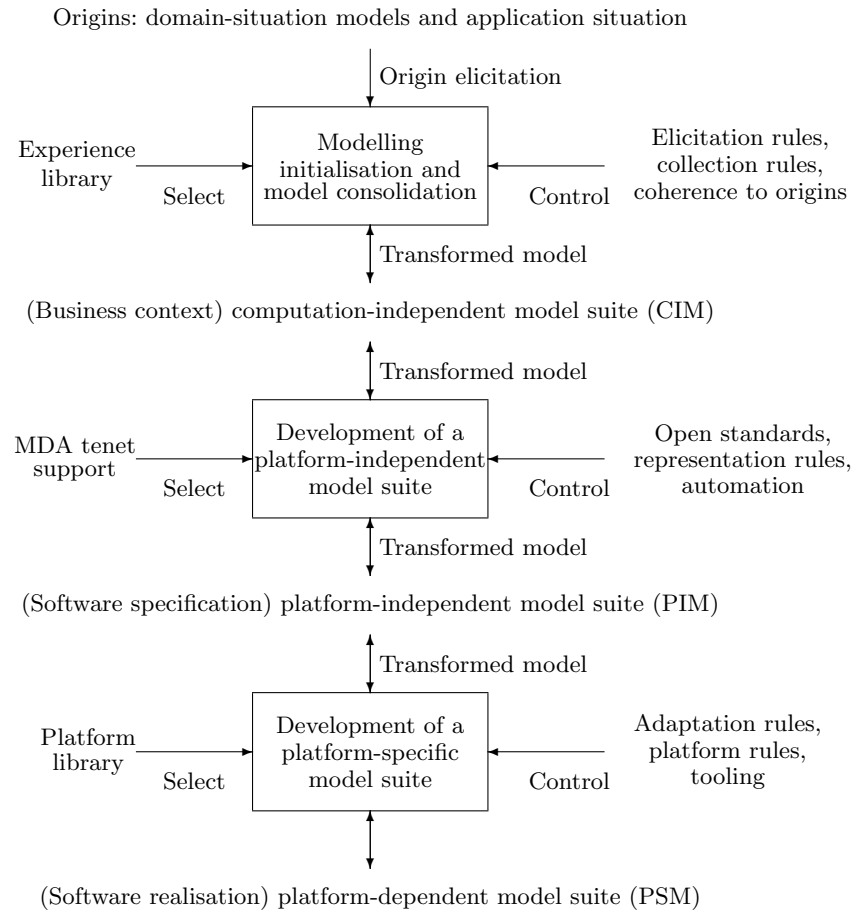 Origins: domain-situation models and application situation
Origin elicitation
Experience
library
Select
Modelling
initialisation and
model consolidation
Control
Elicitation rules,
collection rules,
coherence to origins
Transformed model
(Business context) computation-independent model suite (CIM)
Transformed model
MDA tenet
support
Select
Development of a
platform-independent
model suite
Control
Open standards,
representation rules,
automation
Transformed model
(Software specification) platform-independent model suite (PIM)
Transformed model
Platform
library
Select
Development of a
platform-specific
model suite
Control
Adaptation rules,
platform rules,
tooling
(Software realisation) platform-dependent model suite (PSM)